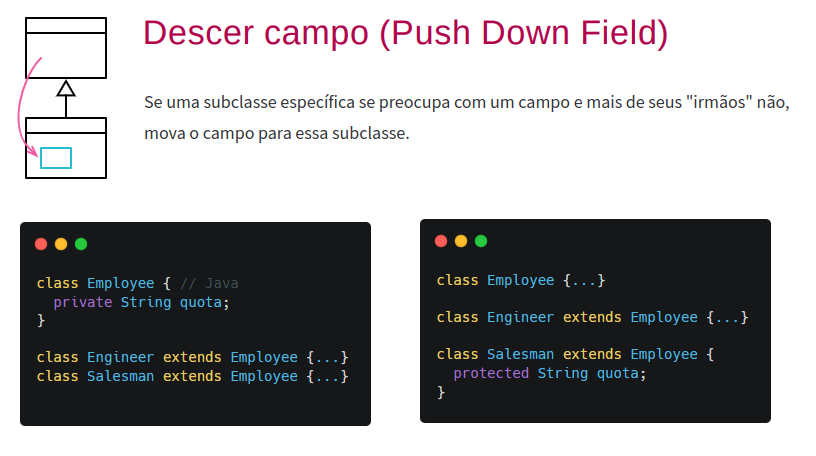 Descer campo (Push Down Field)
Se uma subclasse específica se preocupa com um campo e mais de seus "irmãos" não,
mova o campo para essa subclasse.
class Employee { // Java
  private String quota;
}
class Engineer extends Employee {...}
class Salesman extends Employee {...}
class Employee {...}
class Engineer extends Employee {...}
class Salesman extends Employee {
  protected String quota;
}